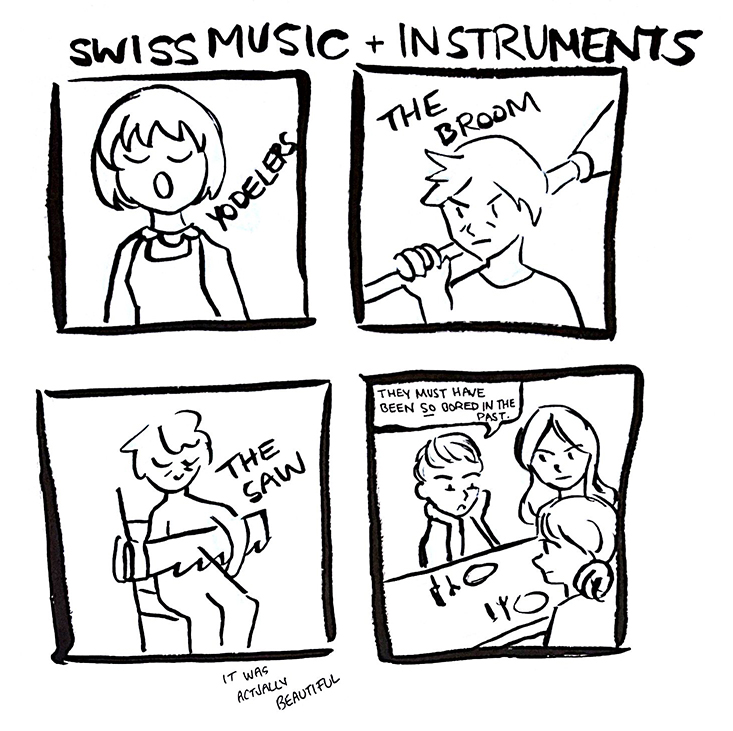 SWISS MUSIC + INSTRUMENTS
YODELERS
THE
BROOM
THE
SAW
IT WAS
ACTUALLY
BEAUTIFUL
THEY MUST HAVE
BEEN SO BORED IN THE
PAST.